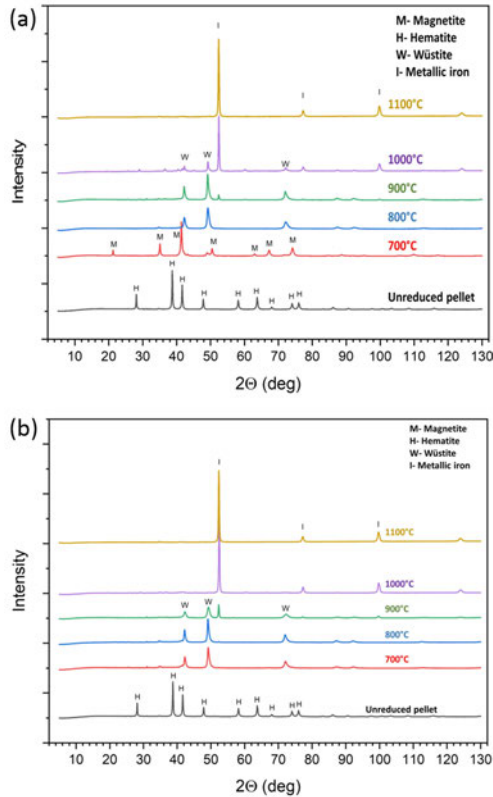 (a)
M- Magnetite
H- Hematite
W- Wüstite
I- Metallic iron
I
I
I
1100°C
W
W
W
1000°C
900°C
800°C
M
M
M
M
M
M
M
700°C
H
H
H
H
H
H
H
H
H
Unreduced pellet
Intensity
10 20 30 40 50 60 70 80 90 100 110 120 130
2Θ (deg)
(b)
M- Magnetite
H- Hematite
W- Wüstite
I- Metallic iron
I
I
I
1100°C
1000°C
W
W
W
900°C
800°C
700°C
H
H
H
H
H
H
H
H
H
Unreduced pellet
Intensity
10 20 30 40 50 60 70 80 90 100 110 120 130
2Θ (deg)